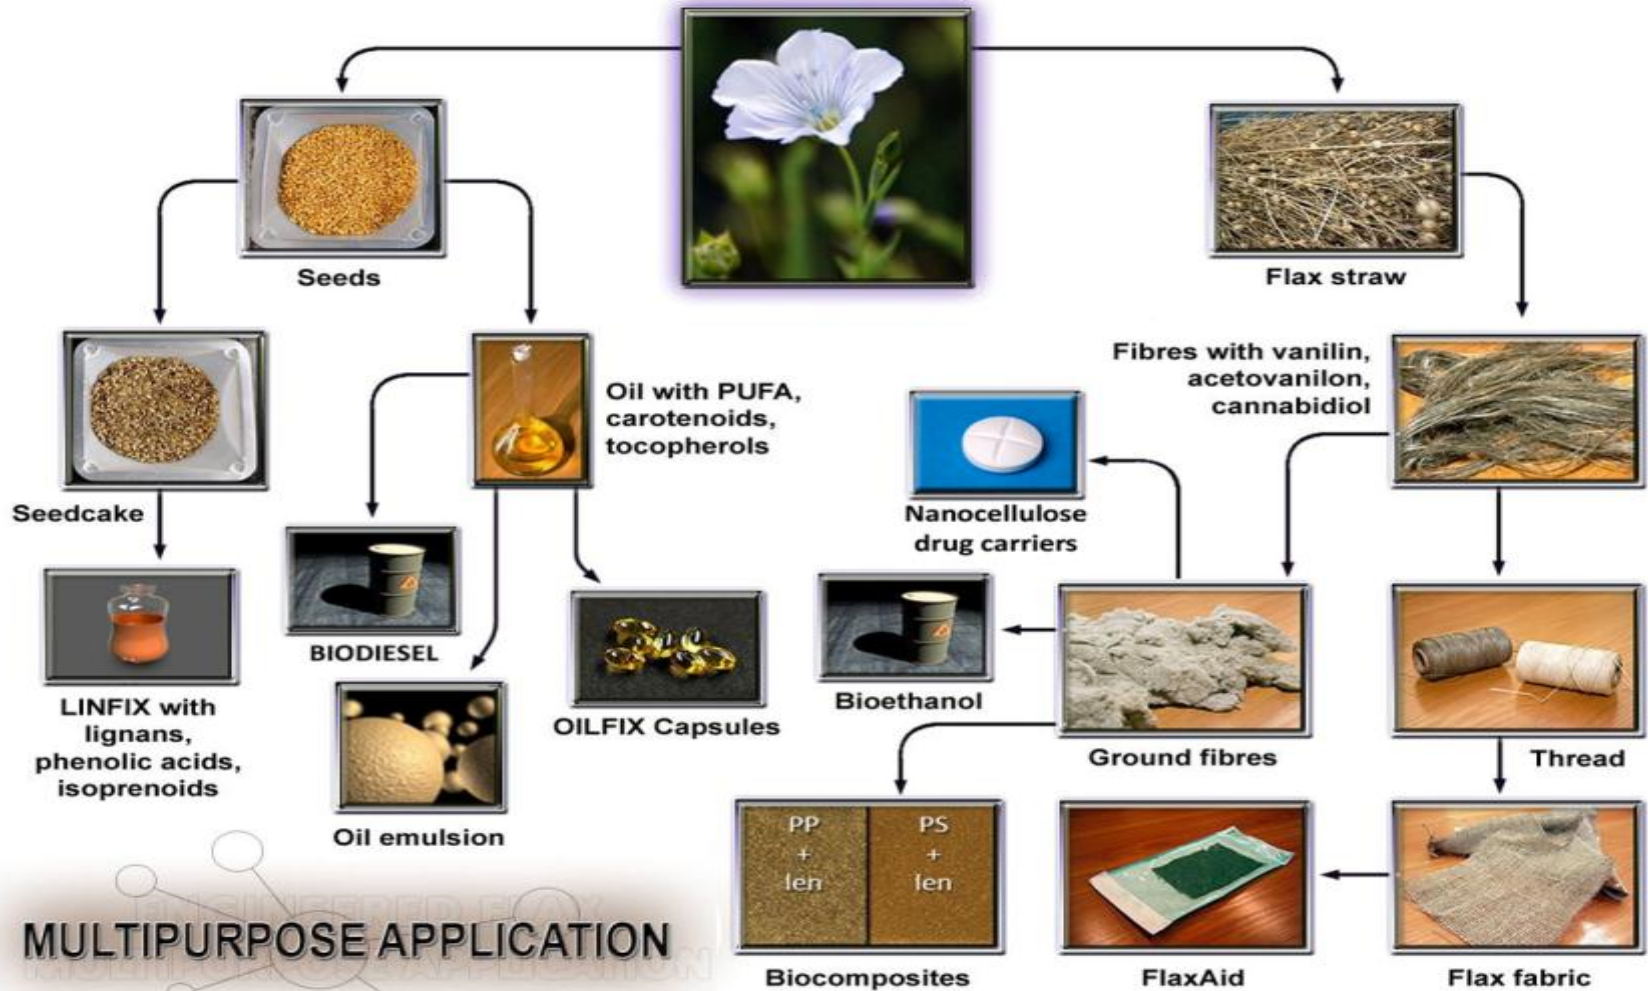 Seeds
Flax straw
Fibres with vanilin,
acetovanilon,
cannabidiol
Oil with PUFA,
carotenoids,
tocopherols
Seedcake
Nanocellulose
drug carriers
BIODIESEL
LINFIX with
lignans,
phenolic acids,
isoprenoids
OILFIX Capsules
Bioethanol
Ground fibres
Thread
Oil emulsion
PP
+
len
PS
+
len
Biocomposites
FlaxAid
Flax fabric
ENGINEERED FLAX
MULTIPURPOSE APPLICATION